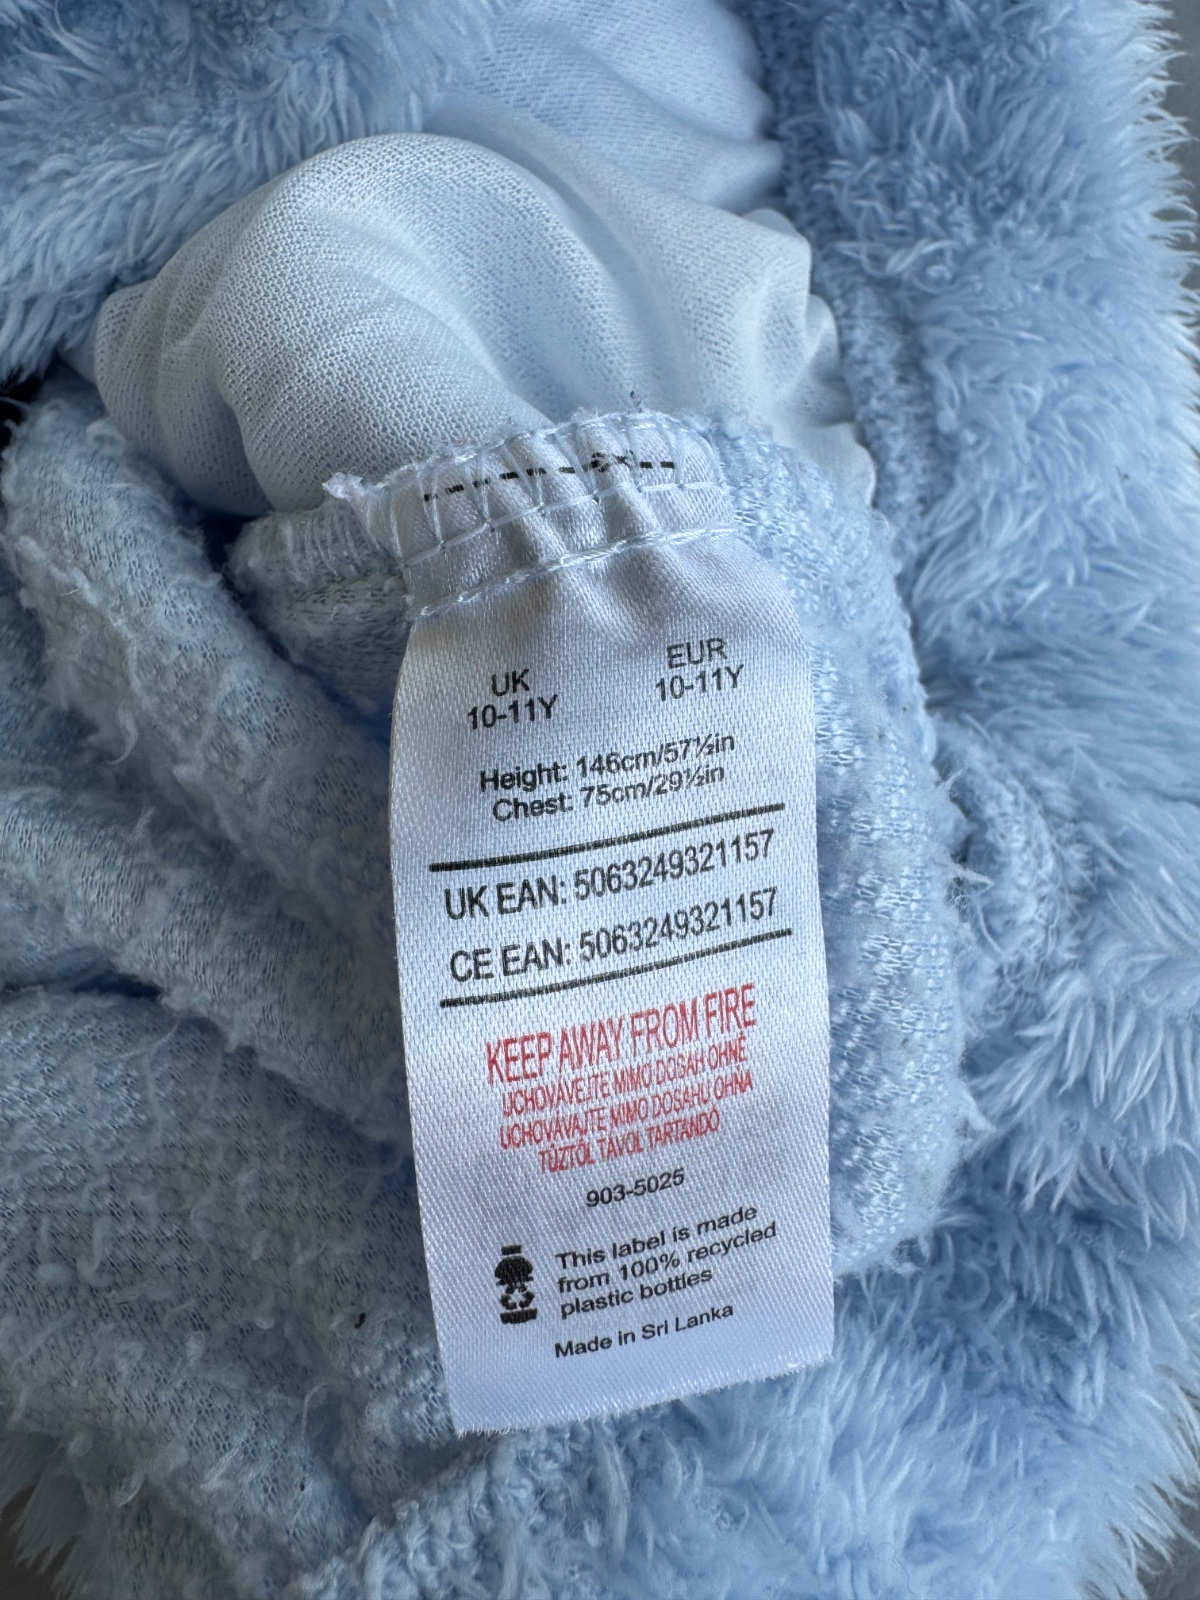 UK
10-11Y
EUR
10-11Y
Height: 146cm/57½in
Chest: 75cm/29½in
UK EAN: 5063249321157
CE EAN: 5063249321157
KEEP AWAY FROM FIRE
UCHOVÁVEJTE MIMO DOSAH OHNĚ
UCHOVÁVAJTE MIMO DOSAHU OHŇA
TŰZTŐL TÁVOL TARTANDÓ
903-5025
This label is made
from 100% recycled
plastic bottles
Made in Sri Lanka